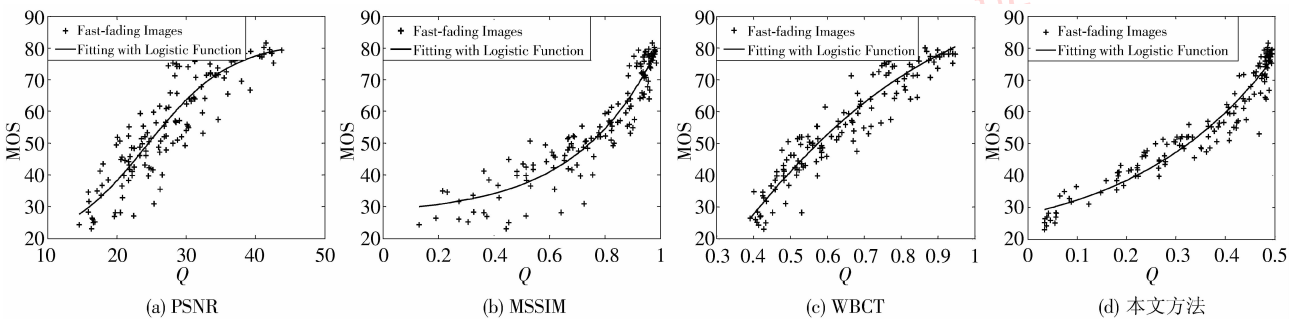 90
80
70
60
50
40
30
20
MOS
Fast-fading Images
Fitting with Logistic Function
10 20 30 40 50
Q
(a) PSNR
90
80
70
60
50
40
30
20
MOS
Fast-fading Images
Fitting with Logistic Function
0 0.2 0.4 0.6 0.8 1
Q
(b) MSSIM
90
80
70
60
50
40
30
20
MOS
Fast-fading Images
Fitting with Logistic Function
0.3 0.4 0.5 0.6 0.7 0.8 0.9 1
Q
(c) WBCT
90
80
70
60
50
40
30
20
MOS
Fast-fading Images
Fitting with Logistic Function
0 0.1 0.2 0.3 0.4 0.5
Q
(d) 本文方法